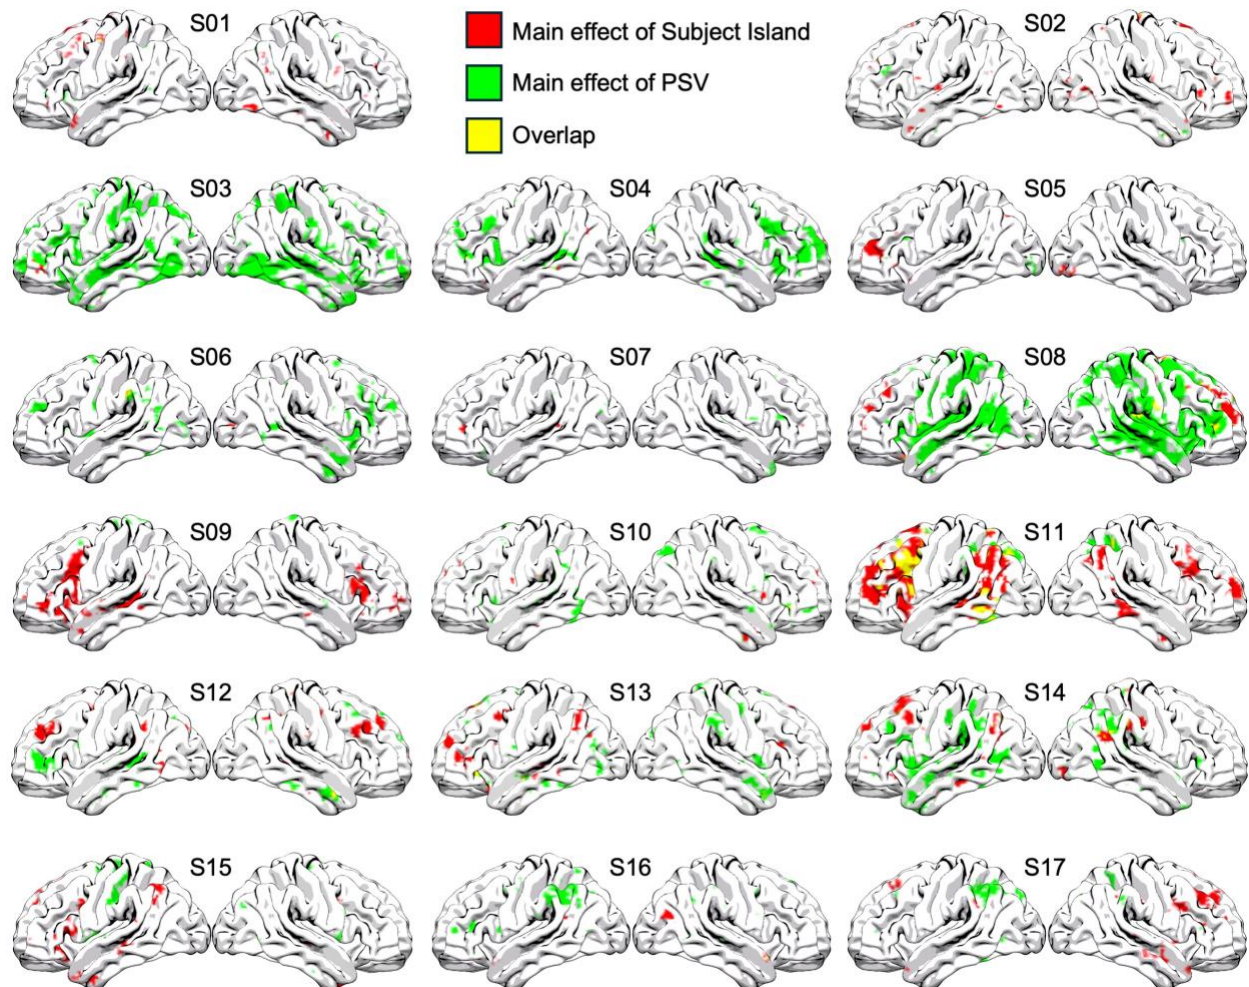 S01
Main effect of Subject Island
S02
Main effect of PSV
Overlap
S03
S04
S05
S06
S07
S08
S09
S10
S11
S12
S13
S14
S15
S16
S17